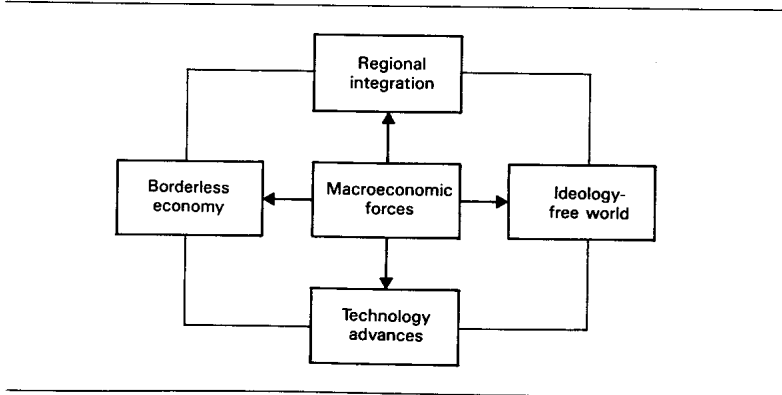 Regional
integration
Borderless
economy
Macroeconomic
forces
Ideology-
free world
Technology
advances